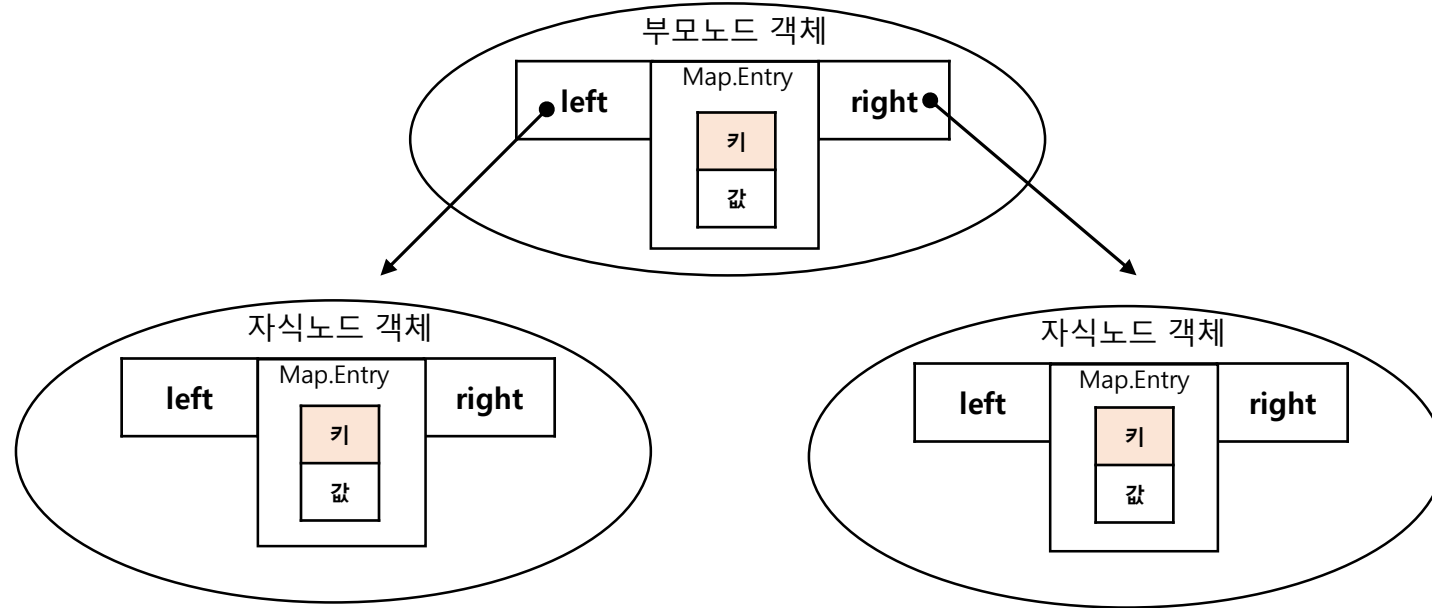 부모노드 객체
left
Map.Entry
right
키
값
자식노드 객체
left
Map.Entry
right
키
값
자식노드 객체
left
Map.Entry
right
키
값